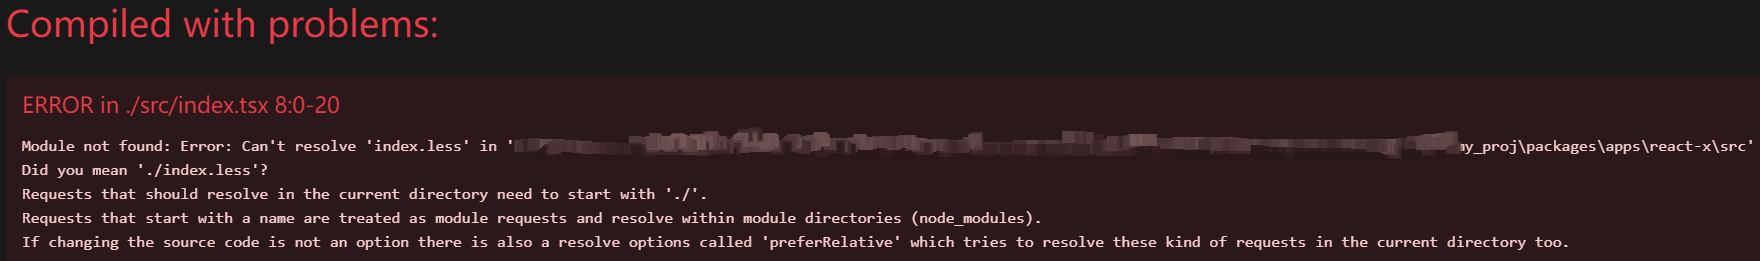 Compiled with problems:
ERROR in ./src/index.tsx 8:0-20
Module not found: Error: Can't resolve 'index.less' in ' my_proj\packages\apps\react-x\src'
Did you mean './index.less'?
Requests that should resolve in the current directory need to start with './'.
Requests that start with a name are treated as module requests and resolve within module directories (node_modules).
If changing the source code is not an option there is also a resolve options called 'preferRelative' which tries to resolve these kind of requests in the current directory too.